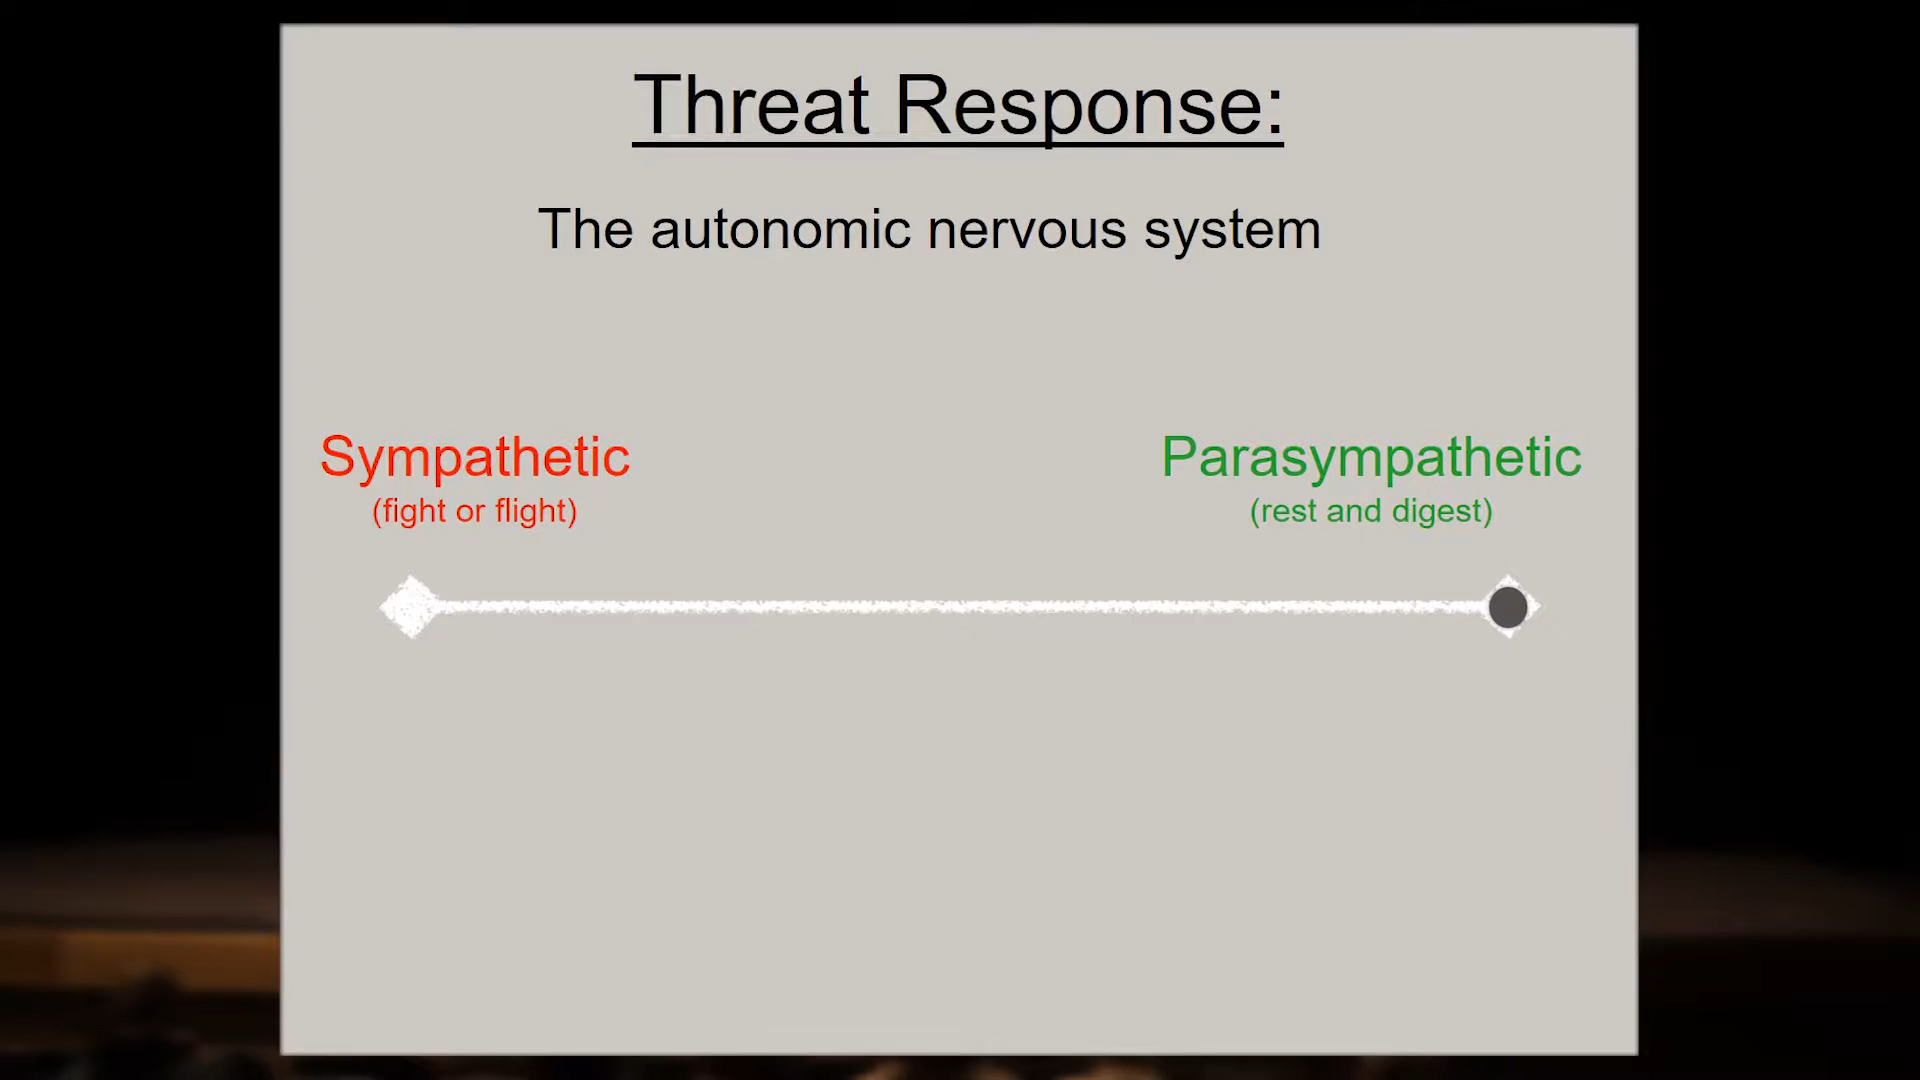 Threat Response:
The autonomic nervous system
Sympathetic
(fight or flight)
Parasympathetic
(rest and digest)